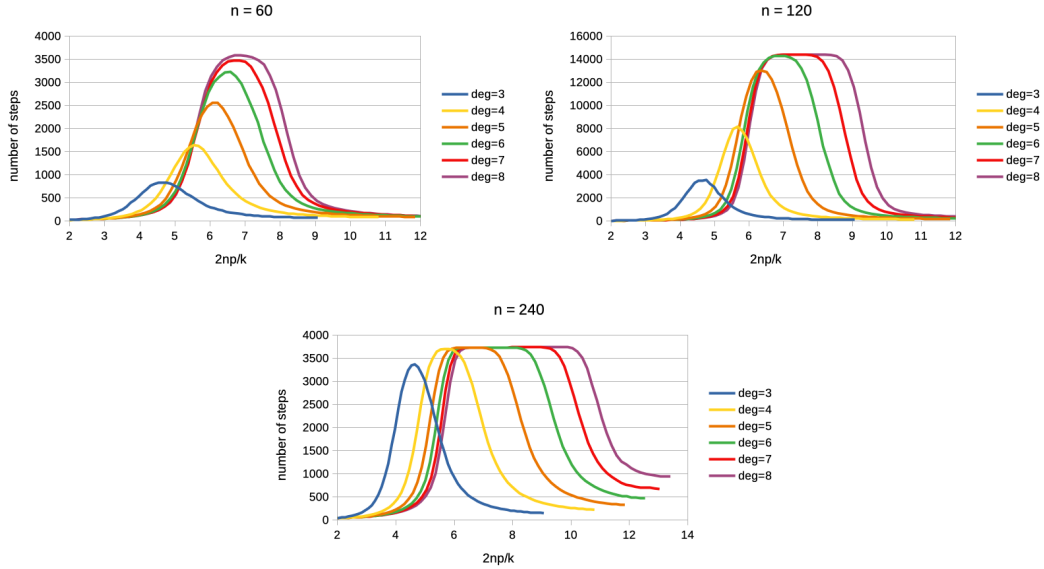 n = 60
number of steps
4000
3500
3000
2500
2000
1500
1000
500
0
2 3 4 5 6 7 8 9 10 11 12
2np/k
deg=3
deg=4
deg=5
deg=6
deg=7
deg=8
n = 120
number of steps
16000
14000
12000
10000
8000
6000
4000
2000
0
2 3 4 5 6 7 8 9 10 11 12
2np/k
deg=3
deg=4
deg=5
deg=6
deg=7
deg=8
n = 240
number of steps
4000
3500
3000
2500
2000
1500
1000
500
0
2 4 6 8 10 12 14
2np/k
deg=3
deg=4
deg=5
deg=6
deg=7
deg=8